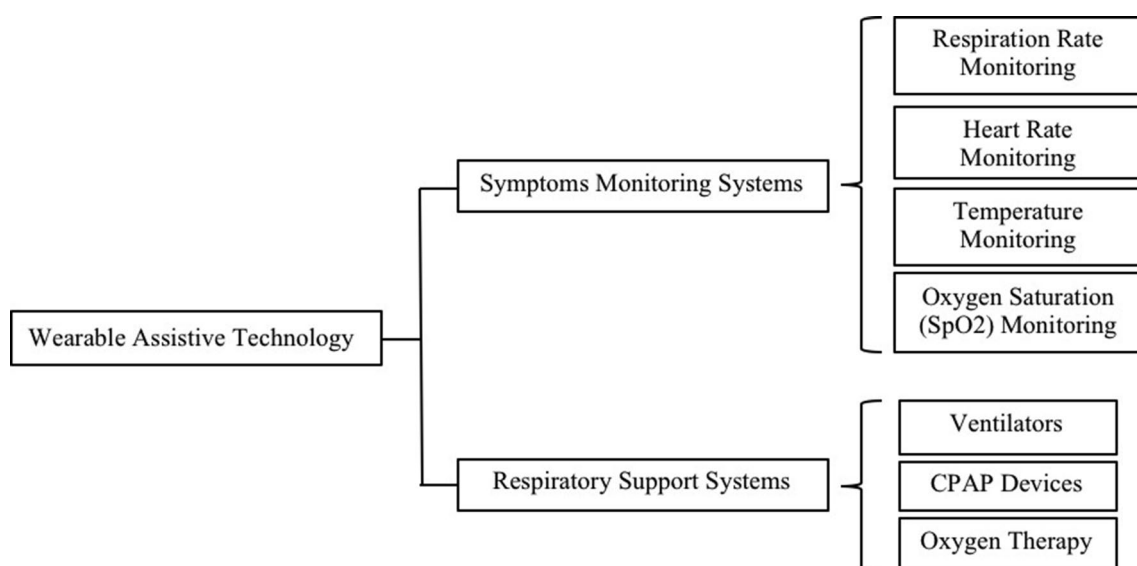 Wearable Assistive Technology
Symptoms Monitoring Systems
Respiration Rate
Monitoring
Heart Rate
Monitoring
Temperature
Monitoring
Oxygen Saturation
(SpO2) Monitoring
Respiratory Support Systems
Ventilators
CPAP Devices
Oxygen Therapy